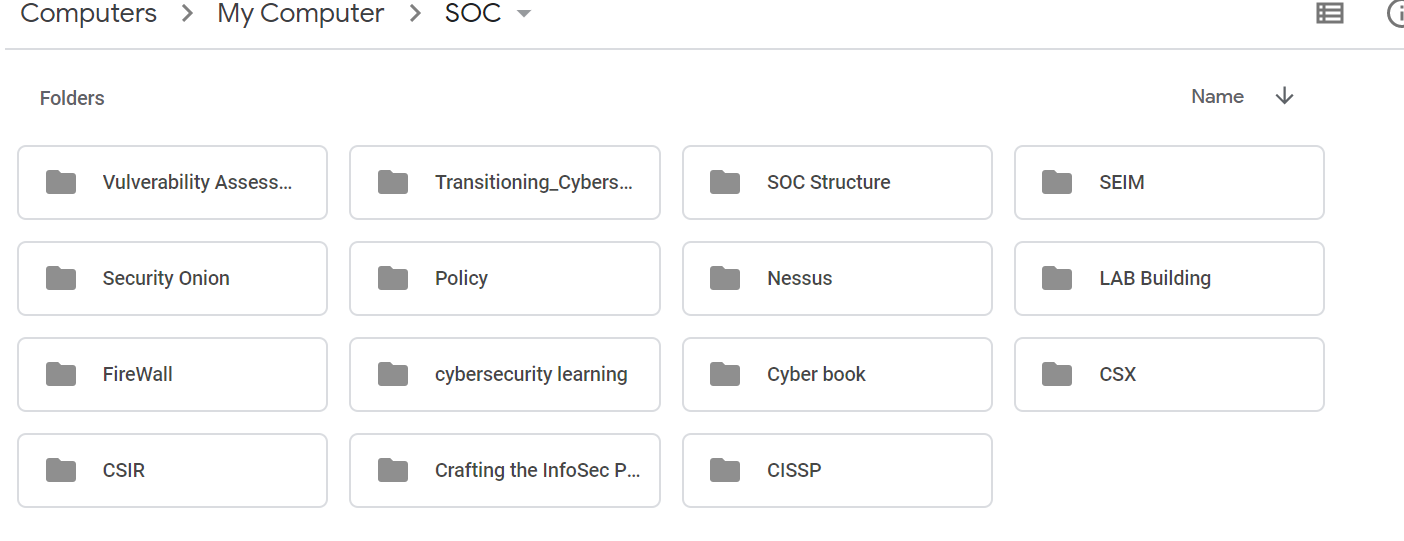 Computers > My Computer > SOC
Folders
Name
Vulverability Assess...
Transitioning_Cybers...
SOC Structure
SEIM
Security Onion
Policy
Nessus
LAB Building
FireWall
cybersecurity learning
Cyber book
CSX
CSIR
Crafting the InfoSec P...
CISSP